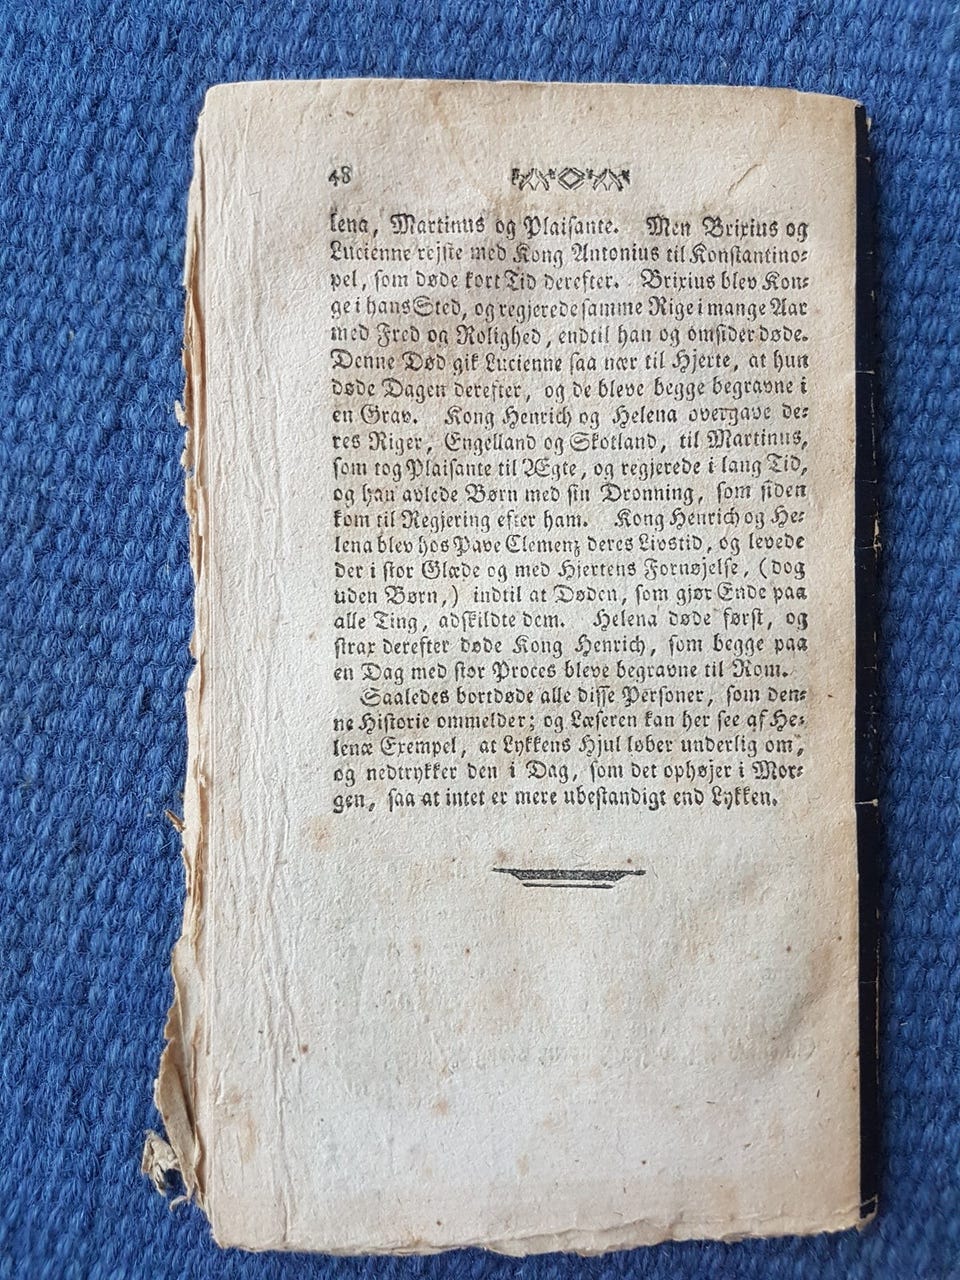 48
lena, Martinus og Plaisante. Men Brixius og
Lucienne rejste med Kong Antonius til Konstantino-
pel, som døde kort Tid derefter. Brixius blev Kon-
ge i hans Sted, og regjerede samme Rige i mange Aar
med Fred og Rolighed, endtil han og omsider døde.
Denne Død gik Lucienne saa nær til Hjerte, at hun
døde Dagen derefter, og de bleve begge begravne i
en Grav. Kong Henrich og Helena overgave de-
res Riger, Engelland og Skotland, til Martinus,
som tog Plaisante til Ægte, og regjerede i lang Tid,
og han avlede Børn med sin Dronning, som siden
kom til Regjering efter ham. Kong Henrich og He-
lena blev hos Pave Clemenz deres Livstid, og levede
der i stor Glæde og med Hjertens Fornøjelse, (dog
uden Børn,) indtil at Døden, som gjør Ende paa
alle Ting, adskildte dem. Helena døde først, og
strax derefter døde Kong Henrich, som begge paa
en Dag med stor Proces bleve begravne til Rom.
Saaledes bortdøde alle disse Personer, som den-
ne Historie ommelder; og Læseren kan her see af He-
lenæ Exempel, at Lykkens Hjul løber underlig om,
og nedtrykker den i Dag, som det ophøjer i Mor-
gen, saa at intet er mere ubestandigt end Lykken.